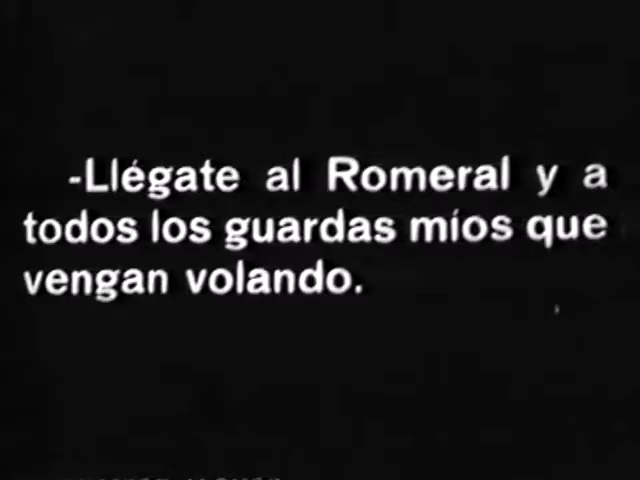 -Llégate al Romeral y a
todos los guardas míos que
vengan volando.